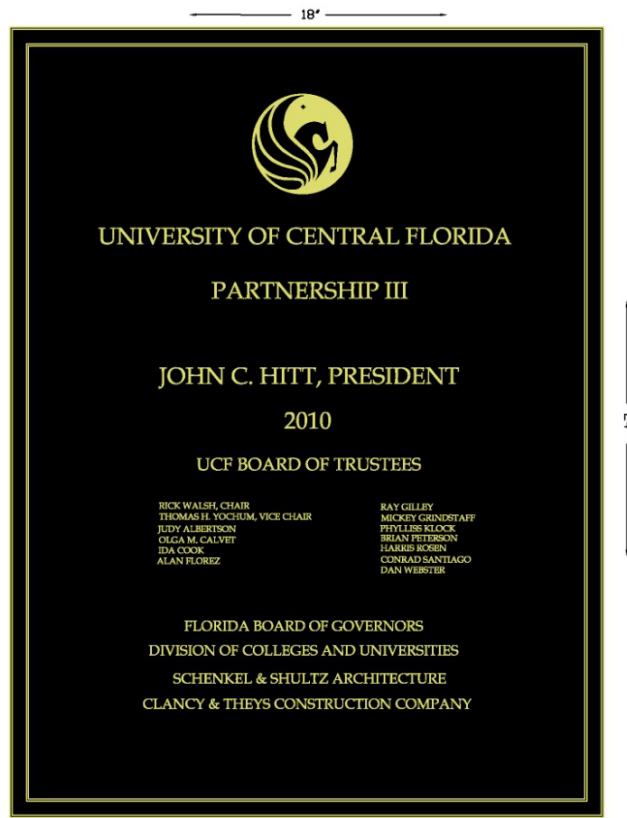 18"
UNIVERSITY OF CENTRAL FLORIDA
PARTNERSHIP III
JOHN C. HITT, PRESIDENT
2010
UCF BOARD OF TRUSTEES
RICK WALSH, CHAIR
THOMAS H. YOCHUM, VICE CHAIR
JUDY ALBERTSON
OLGA M. CALVET
IDA COOK
ALAN FLOREZ
RAY GILLEY
MICKEY GRINDSTAFF
PHYLLISS KLOCK
BRIAN PETERSON
HARRIS ROSEN
CONRAD SANTIAGO
DAN WEBSTER
FLORIDA BOARD OF GOVERNORS
DIVISION OF COLLEGES AND UNIVERSITIES
SCHENKEL & SHULTZ ARCHITECTURE
CLANCY & THEYS CONSTRUCTION COMPANY